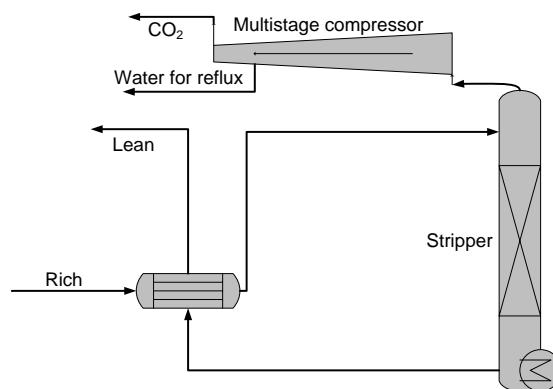 Multistage compressor
CO₂
Water for reflux
Lean
Stripper
Rich